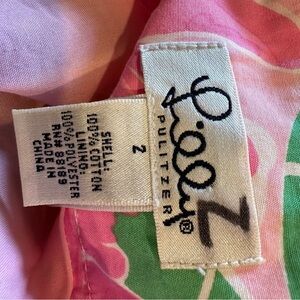 Lilly®
PULITZER
Z
2
SHELL:
100% COTTON
LINING:
100% POLYESTER
RN# 88189
MADE IN
CHINA